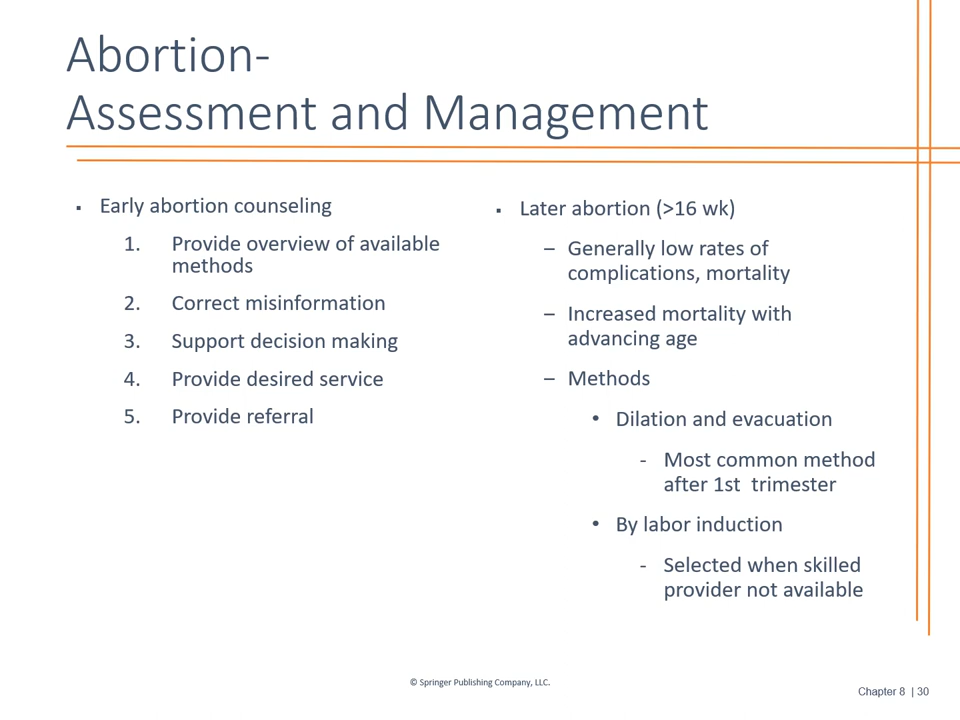 Abortion-
Assessment and Management
▪ Early abortion counseling
1. Provide overview of available
methods
2. Correct misinformation
3. Support decision making
4. Provide desired service
5. Provide referral
▪ Later abortion (>16 wk)
– Generally low rates of
complications, mortality
– Increased mortality with
advancing age
– Methods
• Dilation and evacuation
- Most common method
after 1st  trimester
• By labor induction
- Selected when skilled
provider not available
© Springer Publishing Company, LLC.
Chapter 8 | 30